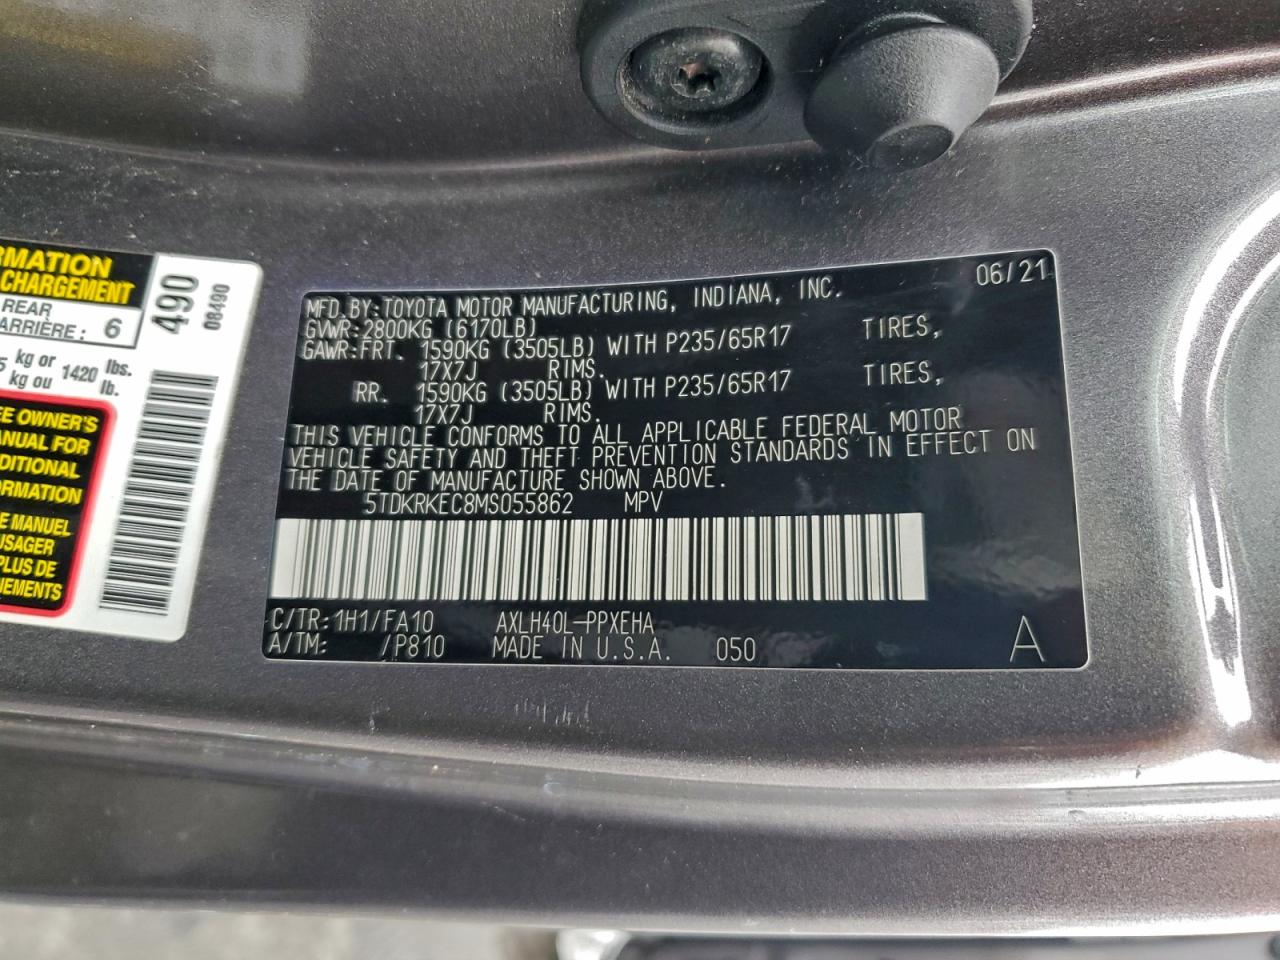 RMATION
CHARGEMENT
REAR
ARRIÈRE: 6
490
08490
kg or 1420 lbs.
kg ou lb.
EE OWNER'S
ANUAL FOR
DITIONAL
ORMATION
E MANUEL
USAGER
PLUS DE
NEMENTS
06/21
MFD.BY:TOYOTA MOTOR MANUFACTURING, INDIANA, INC.
GVWR:2800KG (6170LB)
GAWR:FRT. 1590KG (3505LB) WITH P235/65R17 TIRES,
17X7J RIMS.
RR. 1590KG (3505LB) WITH P235/65R17 TIRES,
17X7J RIMS.
THIS VEHICLE CONFORMS TO ALL APPLICABLE FEDERAL MOTOR
VEHICLE SAFETY AND THEFT PREVENTION STANDARDS IN EFFECT ON
THE DATE OF MANUFACTURE SHOWN ABOVE.
5TDKRKEC8MS055862 MPV
C/TR:1H1/FA10 AXLH40L-PPXEHA
A/TM: /P810 MADE IN U.S.A. 050 A